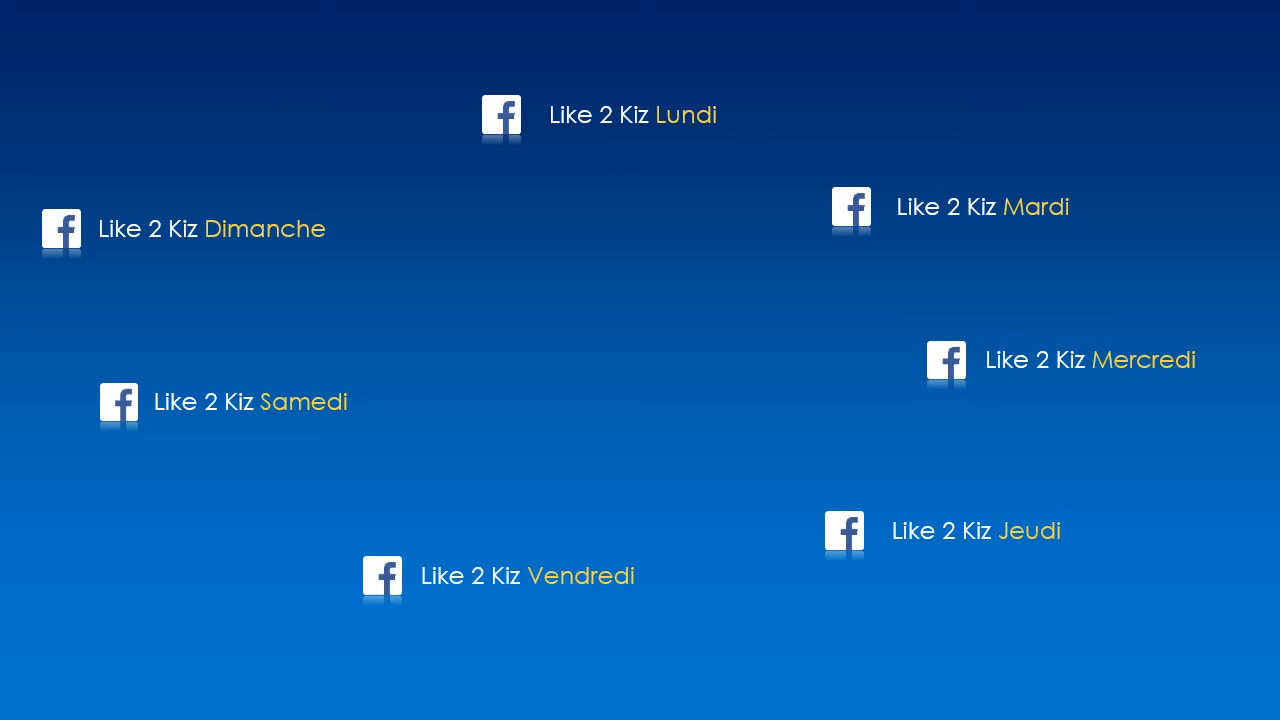 Like 2 Kiz Lundi
Like 2 Kiz Mardi
Like 2 Kiz Dimanche
Like 2 Kiz Mercredi
Like 2 Kiz Samedi
Like 2 Kiz Jeudi
Like 2 Kiz Vendredi